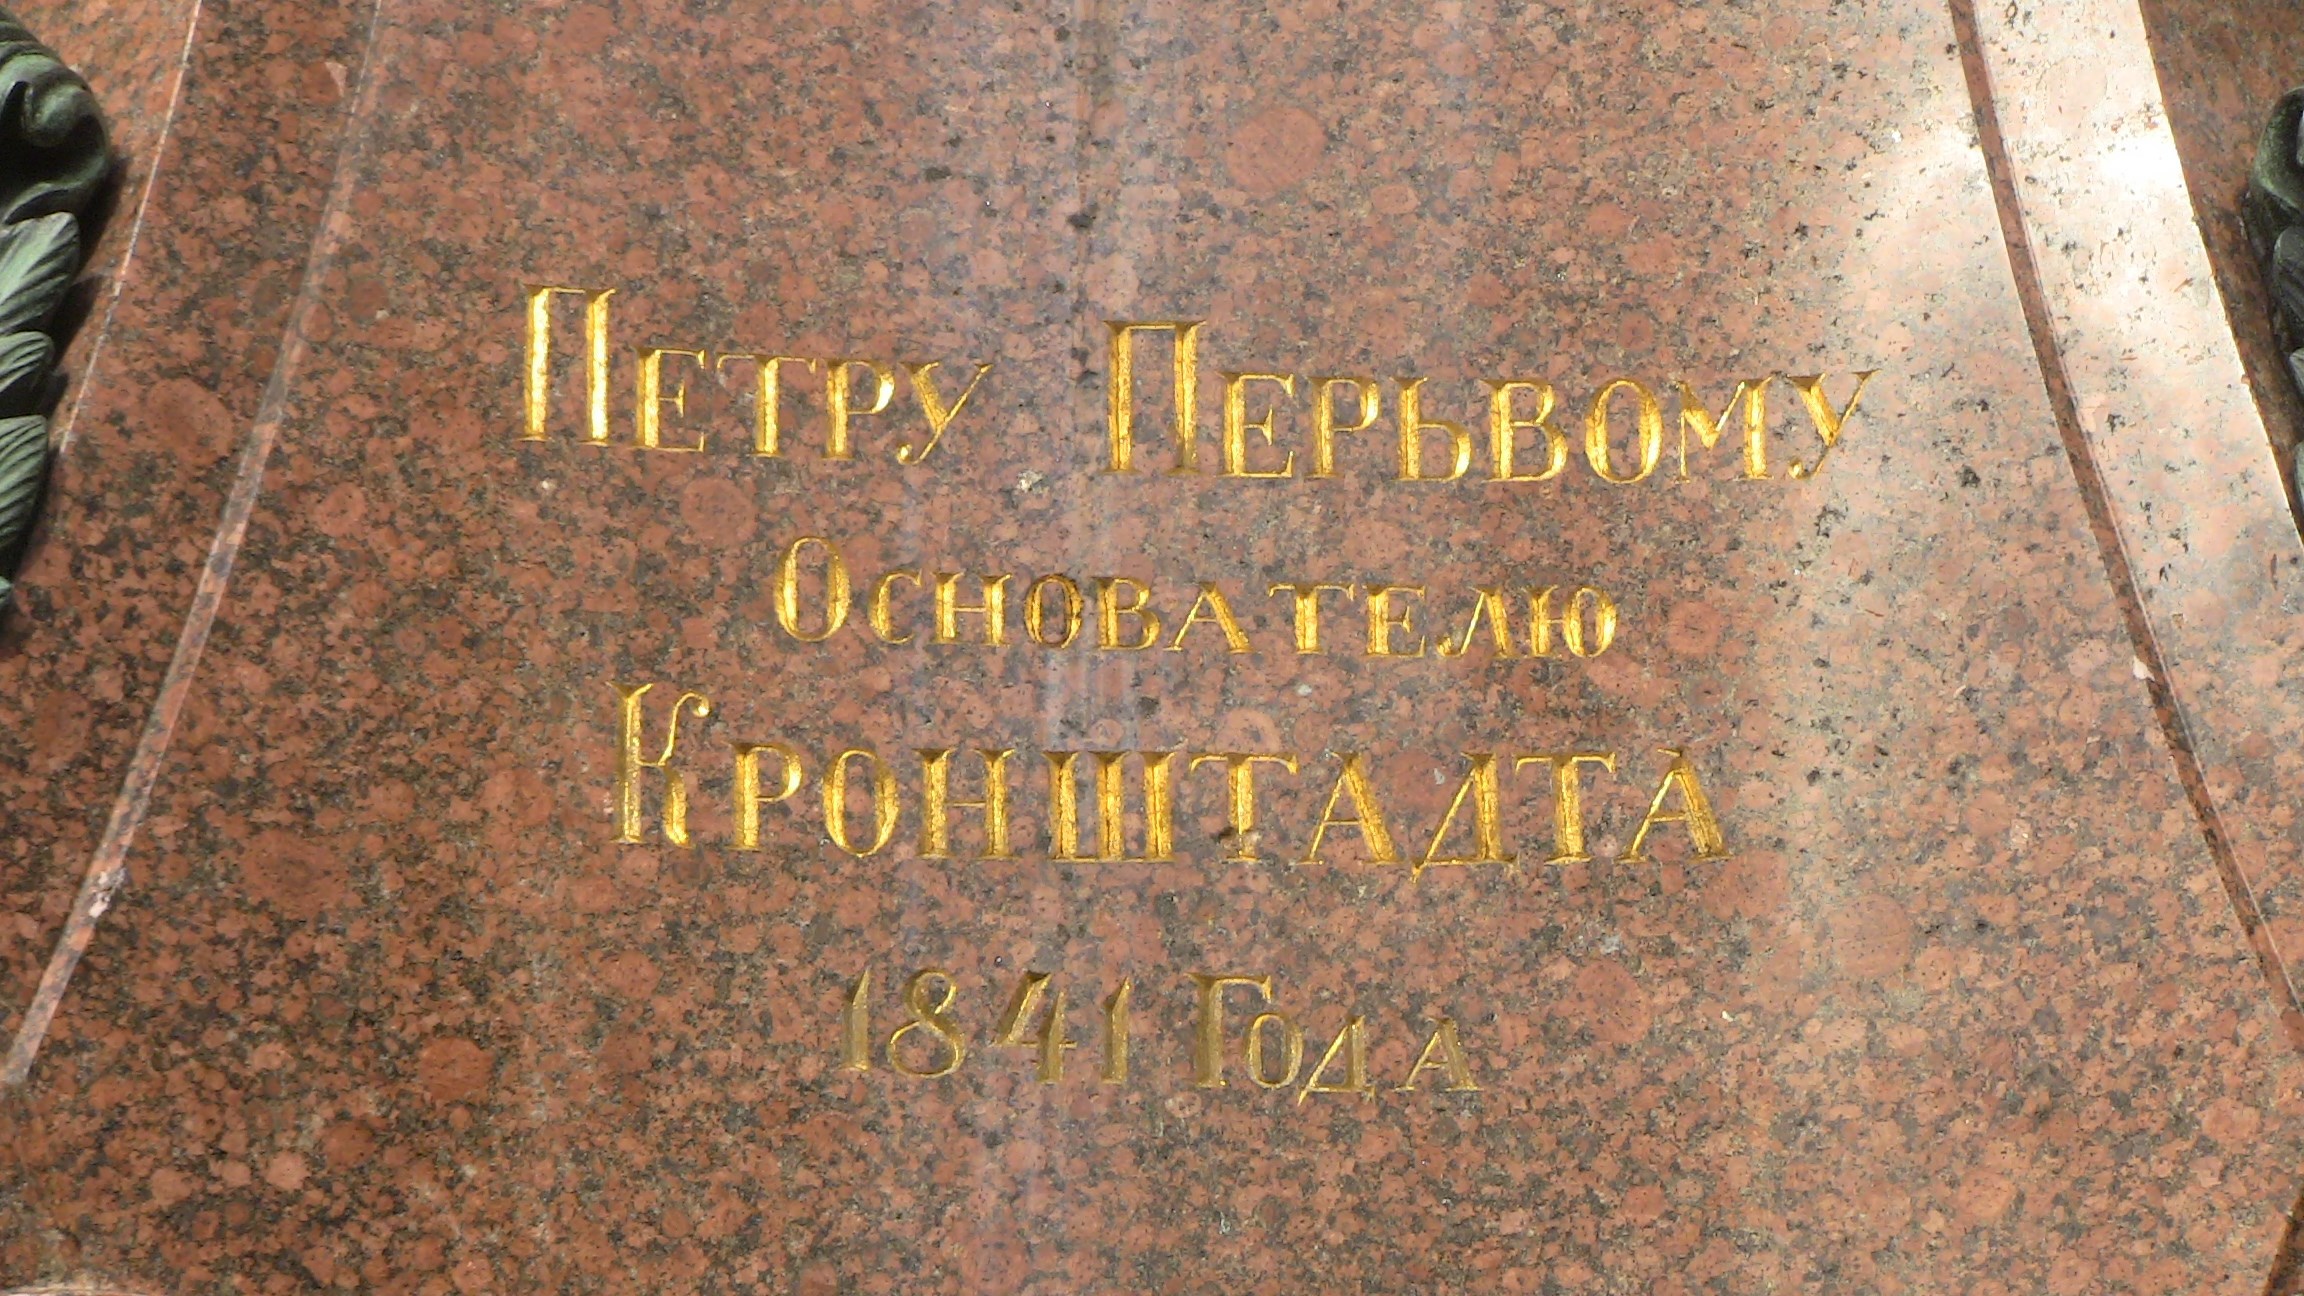 Петру Перьвому
Основателю
Кронштадта
1841 Года